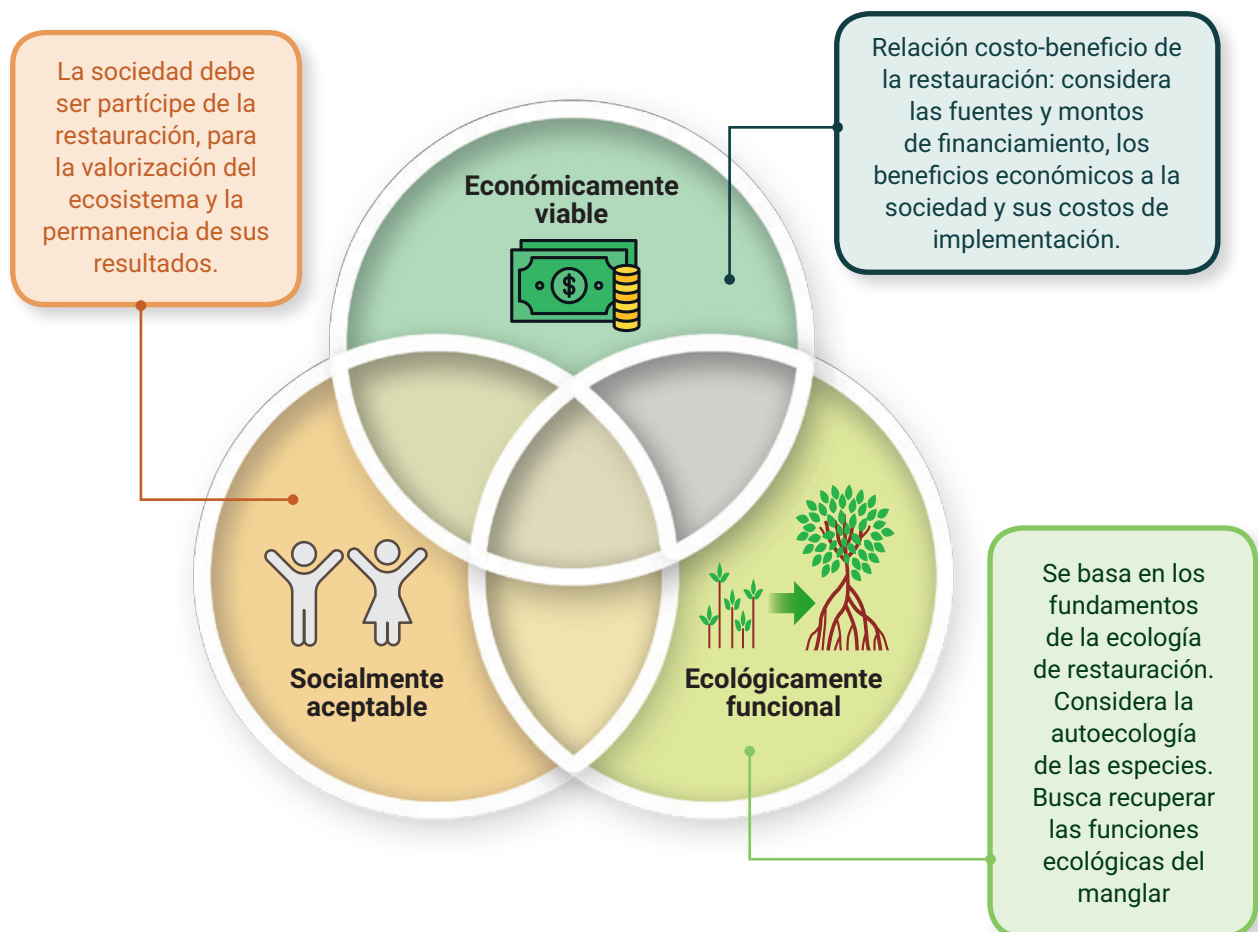 La sociedad debe
ser partícipe de la
restauración, para
la valorización del
ecosistema y la
permanencia de sus
resultados.
Relación costo-beneficio de
la restauración: considera
las fuentes y montos
de financiamiento, los
beneficios económicos a la
sociedad y sus costos de
implementación.
Económicamente
viable
$
Socialmente
aceptable
Ecológicamente
funcional
Se basa en los
fundamentos
de la ecología
de restauración.
Considera la
autoecología
de las especies.
Busca recuperar
las funciones
ecológicas del
manglar